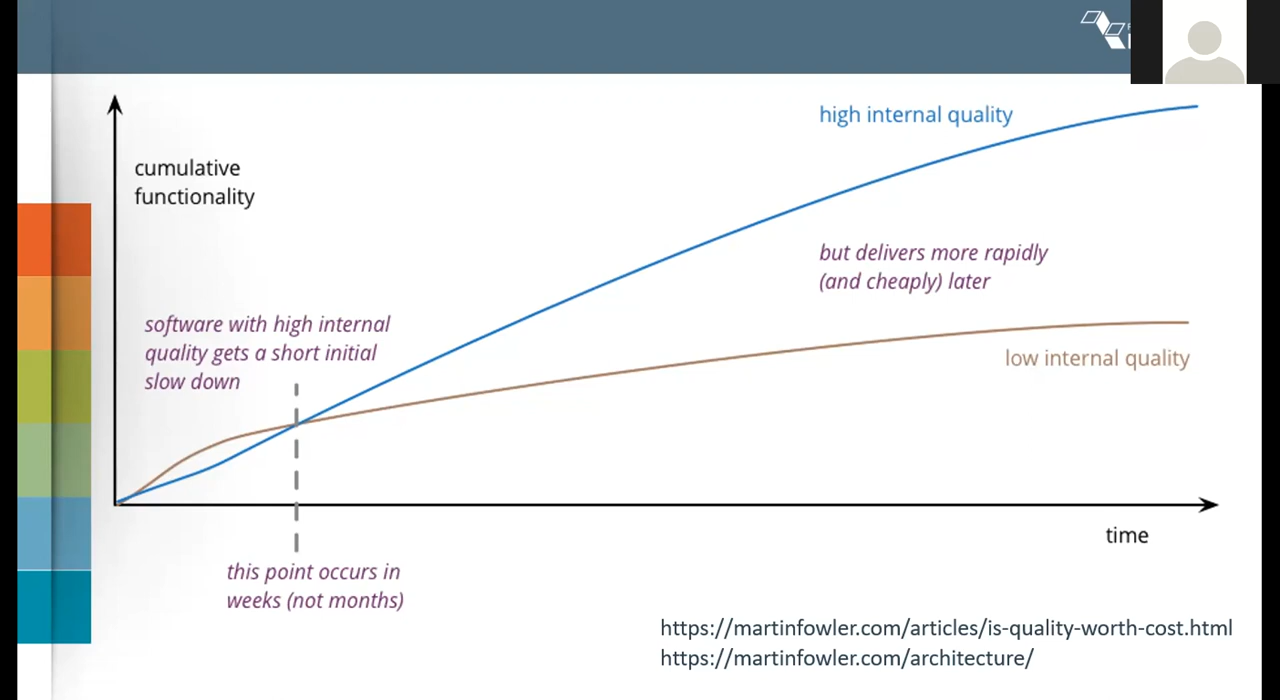 high internal quality
cumulative
functionality
but delivers more rapidly
(and cheaply) later
software with high internal
quality gets a short initial
slow down
low internal quality
time
this point occurs in
weeks (not months)
https://martinfowler.com/articles/is-quality-worth-cost.html
https://martinfowler.com/architecture/